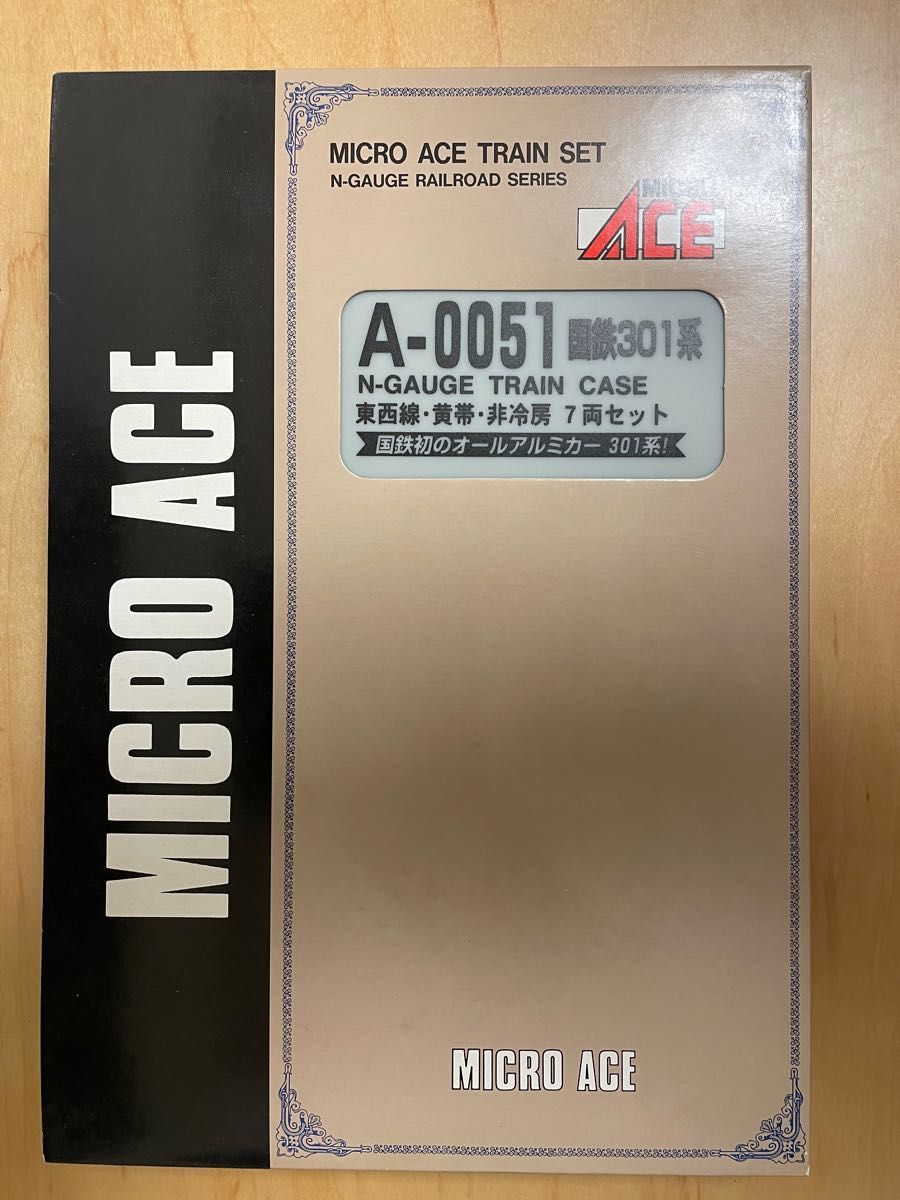 MICRO ACE
MICRO ACE TRAIN SET
N-GAUGE RAILROAD SERIES
MICRO
ACE
A-0051 国鉄301系
N-GAUGE TRAIN CASE
東西線・黄帯・非冷房 7両セット
国鉄初のオールアルミカー 301系!
MICRO ACE